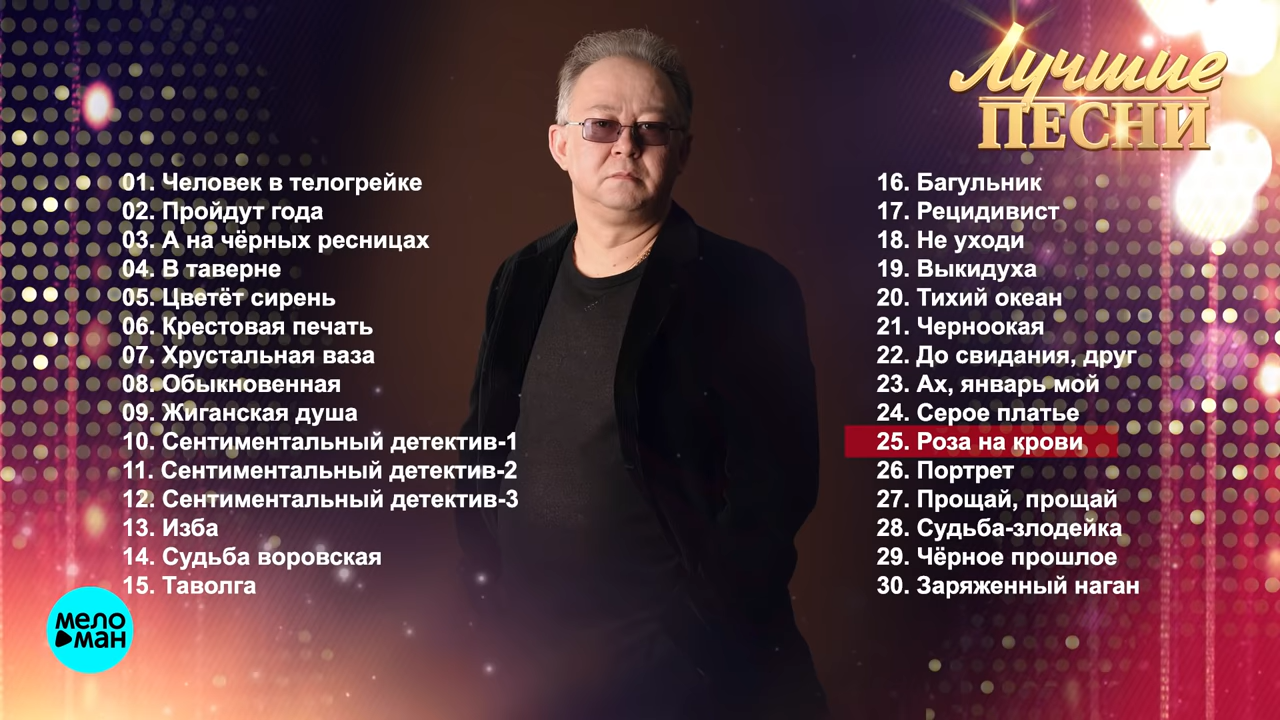 Лучшие
ПЕСНИ
01. Человек в телогрейке
02. Пройдут года
03. А на чёрных ресницах
04. В таверне
05. Цветёт сирень
06. Крестовая печать
07. Хрустальная ваза
08. Обыкновенная
09. Жиганская душа
10. Сентиментальный детектив-1
11. Сентиментальный детектив-2
12. Сентиментальный детектив-3
13. Изба
14. Судьба воровская
15. Таволга
16. Багульник
17. Рецидивист
18. Не уходи
19. Выкидуха
20. Тихий океан
21. Черноокая
22. До свидания, друг
23. Ах, январь мой
24. Серое платье
25. Роза на крови
26. Портрет
27. Прощай, прощай
28. Судьба-злодейка
29. Чёрное прошлое
30. Заряженный наган
мело
ман